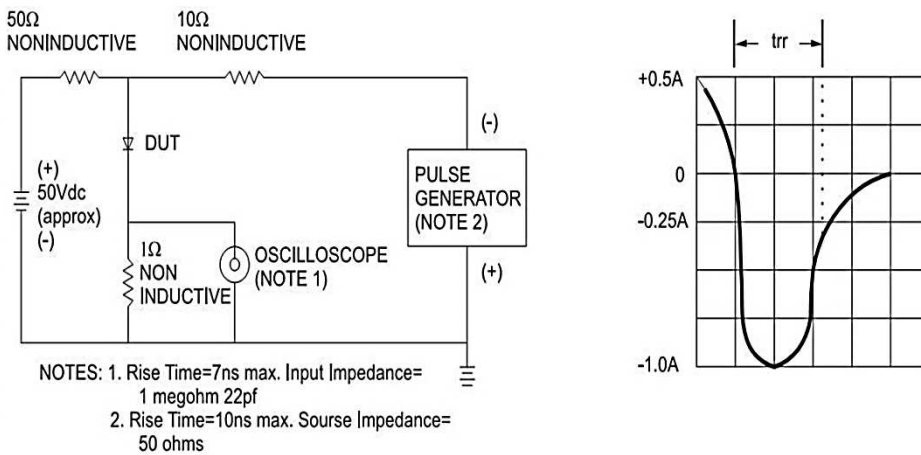 50Ω
NONINDUCTIVE
10Ω
NONINDUCTIVE
DUT
(+)
50Vdc
(approx)
(-)
1Ω
NON
INDUCTIVE
OSCILLOSCOPE
(NOTE 1)
(-)
PULSE
GENERATOR
(NOTE 2)
(+)
NOTES: 1. Rise Time=7ns max. Input Impedance=
1 megohm 22pf
2. Rise Time=10ns max. Sourse Impedance=
50 ohms
trr
+0.5A
0
-0.25A
-1.0A